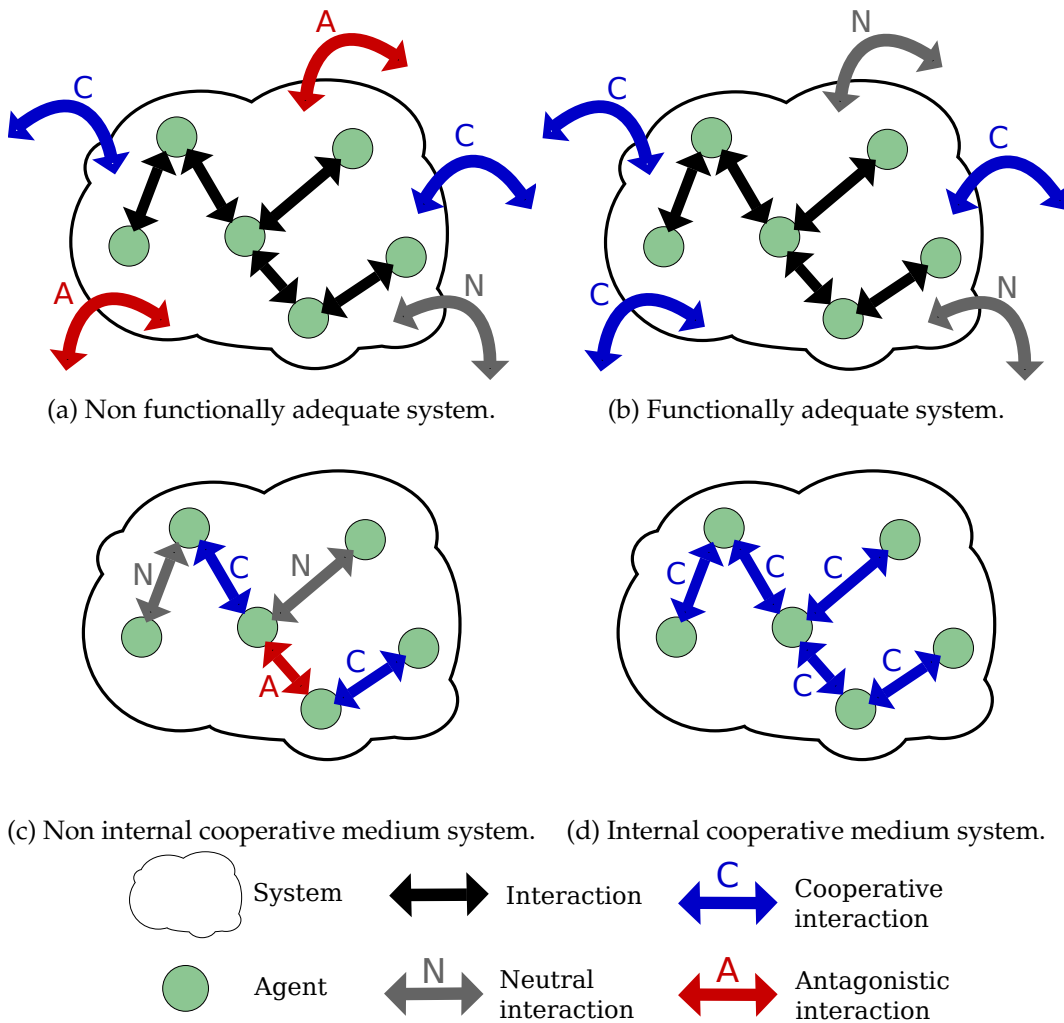 A
C
C
A
N
(a) Non functionally adequate system.
N
C
C
C
N
(b) Functionally adequate system.
N
C
N
A
C
(c) Non internal cooperative medium system.
C
C
C
C
C
(d) Internal cooperative medium system.
System
Interaction
C
Cooperative
interaction
Agent
N
Neutral
interaction
A
Antagonistic
interaction